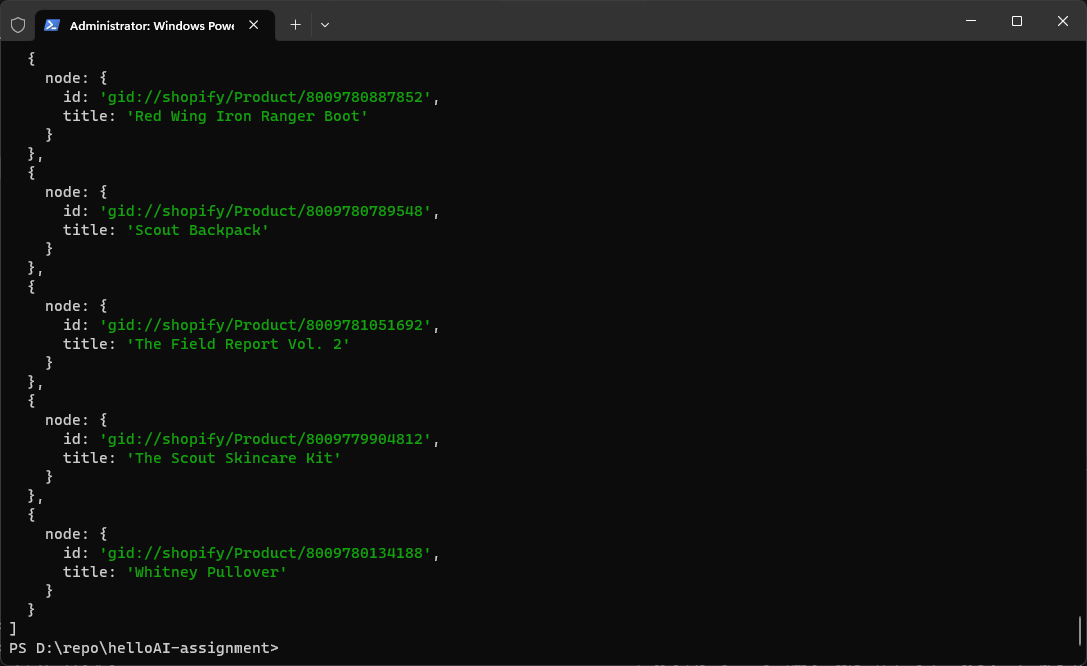 Administrator: Windows Powe
{
node: {
id: 'gid://shopify/Product/8009780887852',
title: 'Red Wing Iron Ranger Boot'
}
},
{
node: {
id: 'gid://shopify/Product/8009780789548',
title: 'Scout Backpack'
}
},
{
node: {
id: 'gid://shopify/Product/8009781051692',
title: 'The Field Report Vol. 2'
}
},
{
node: {
id: 'gid://shopify/Product/8009779904812',
title: 'The Scout Skincare Kit'
}
},
{
node: {
id: 'gid://shopify/Product/8009780134188',
title: 'Whitney Pullover'
}
}
]
PS D:\repo\helloAI-assignment>